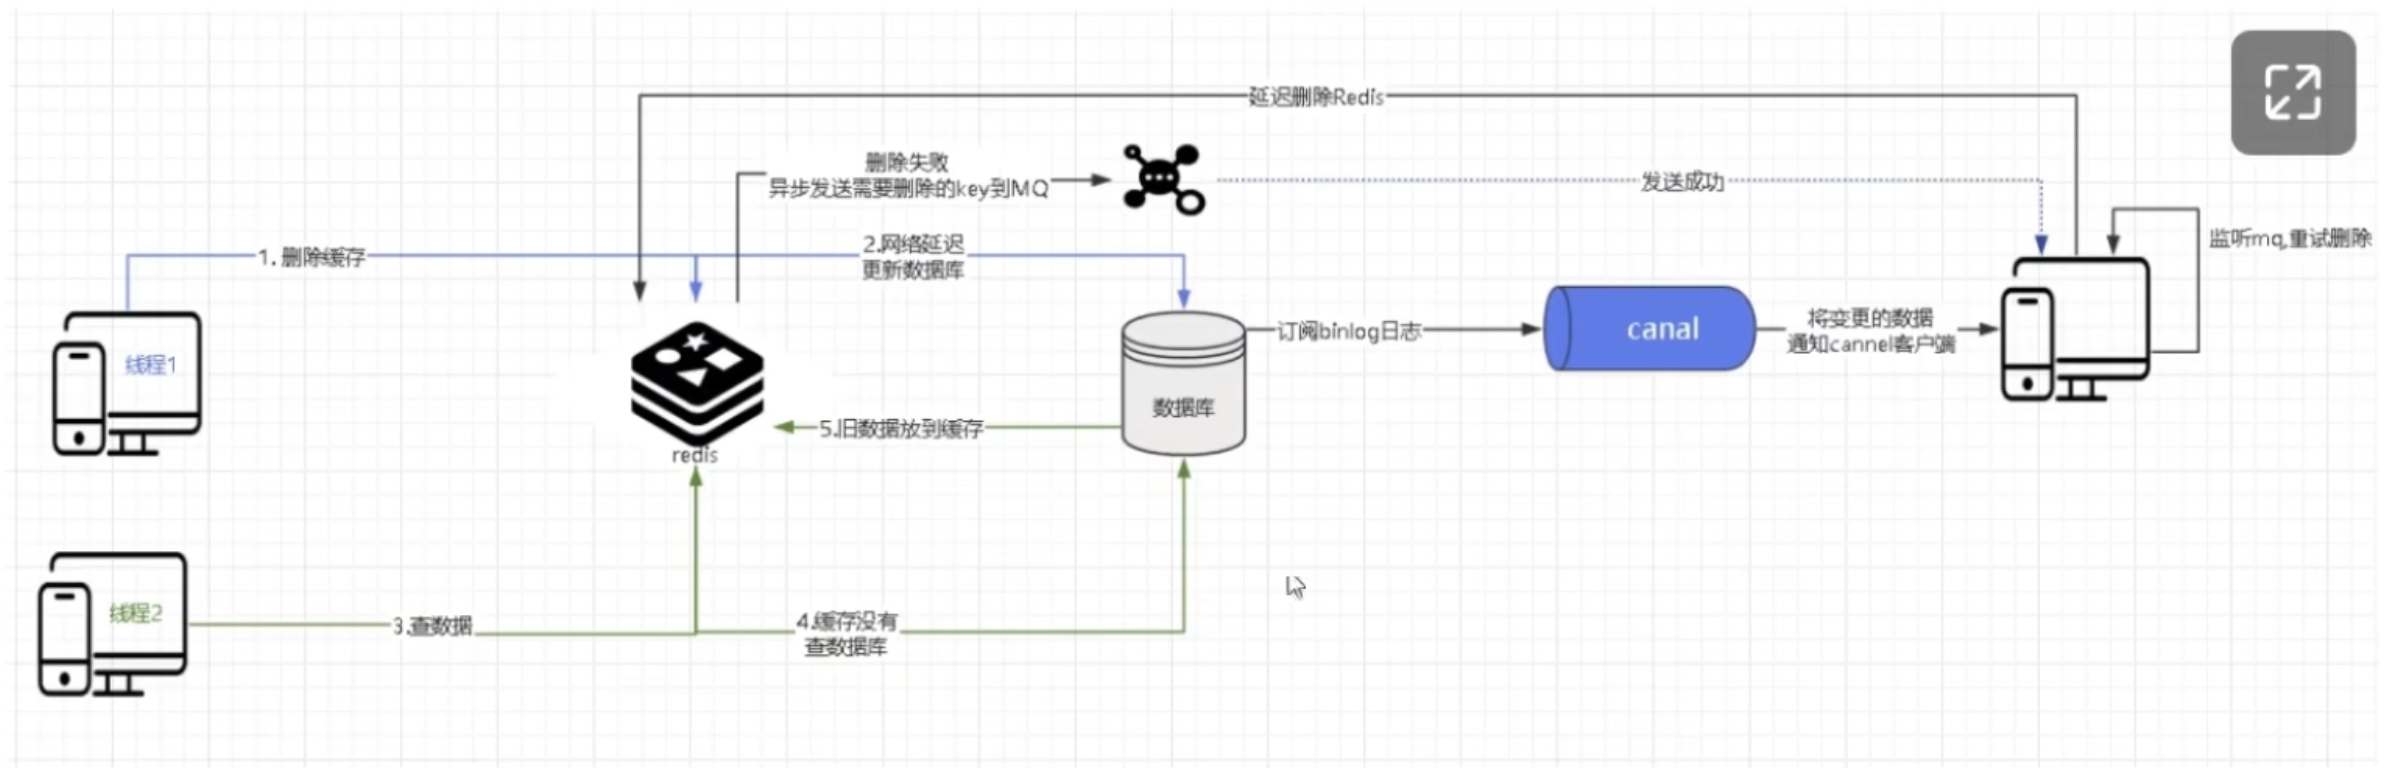 延迟删除Redis
删除失败
异步发送需要删除的key到MQ
发送成功
监听mq,重试删除
1. 删除缓存
2.网络延迟
更新数据库
线程1
redis
订阅binlog日志
canal
将变更的数据
通知cannel客户端
数据库
5.旧数据放到缓存
线程2
3.查数据
4.缓存没有
查数据库